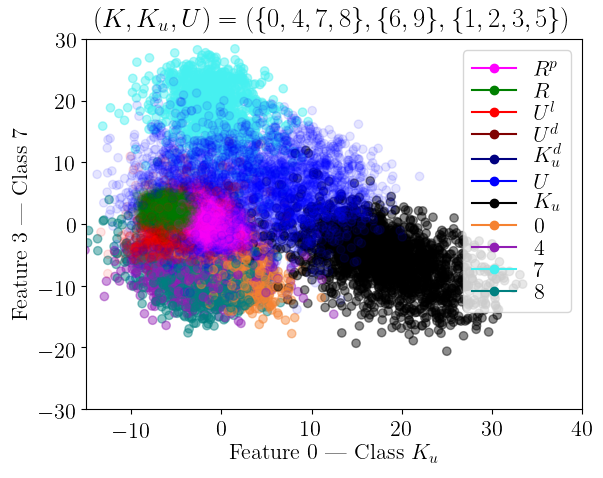 (K, K_u, U) = ({0, 4, 7, 8}, {6, 9}, {1, 2, 3, 5})
30
20
10
0
−10
−20
−30
Feature 3 — Class 7
−10
0
10
20
30
40
Feature 0 — Class K_u
R^p
R
U^l
U^d
K_u^d
U
K_u
0
4
7
8